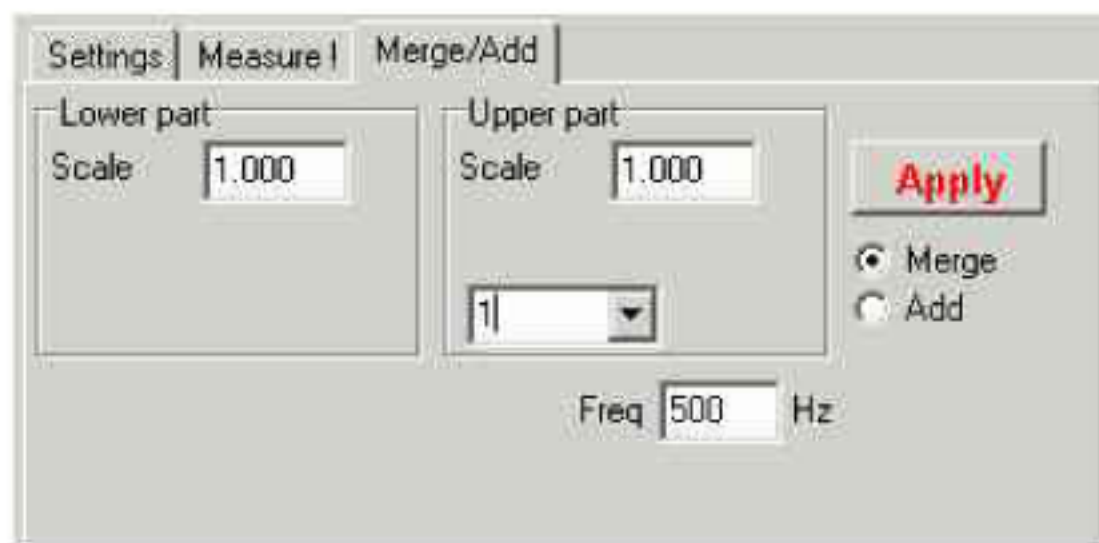 Settings Measure Merge/Add
Lower part Upper part
Scale 1.000 Scale 1.000 Apply
Merge
1 Add
Freq 500 Hz